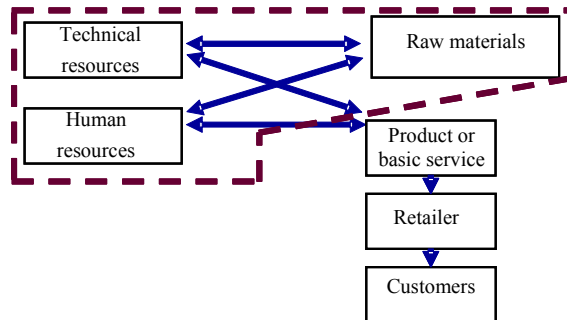 Technical
resources
Raw materials
Human
resources
Product or
basic service
Retailer
Customers